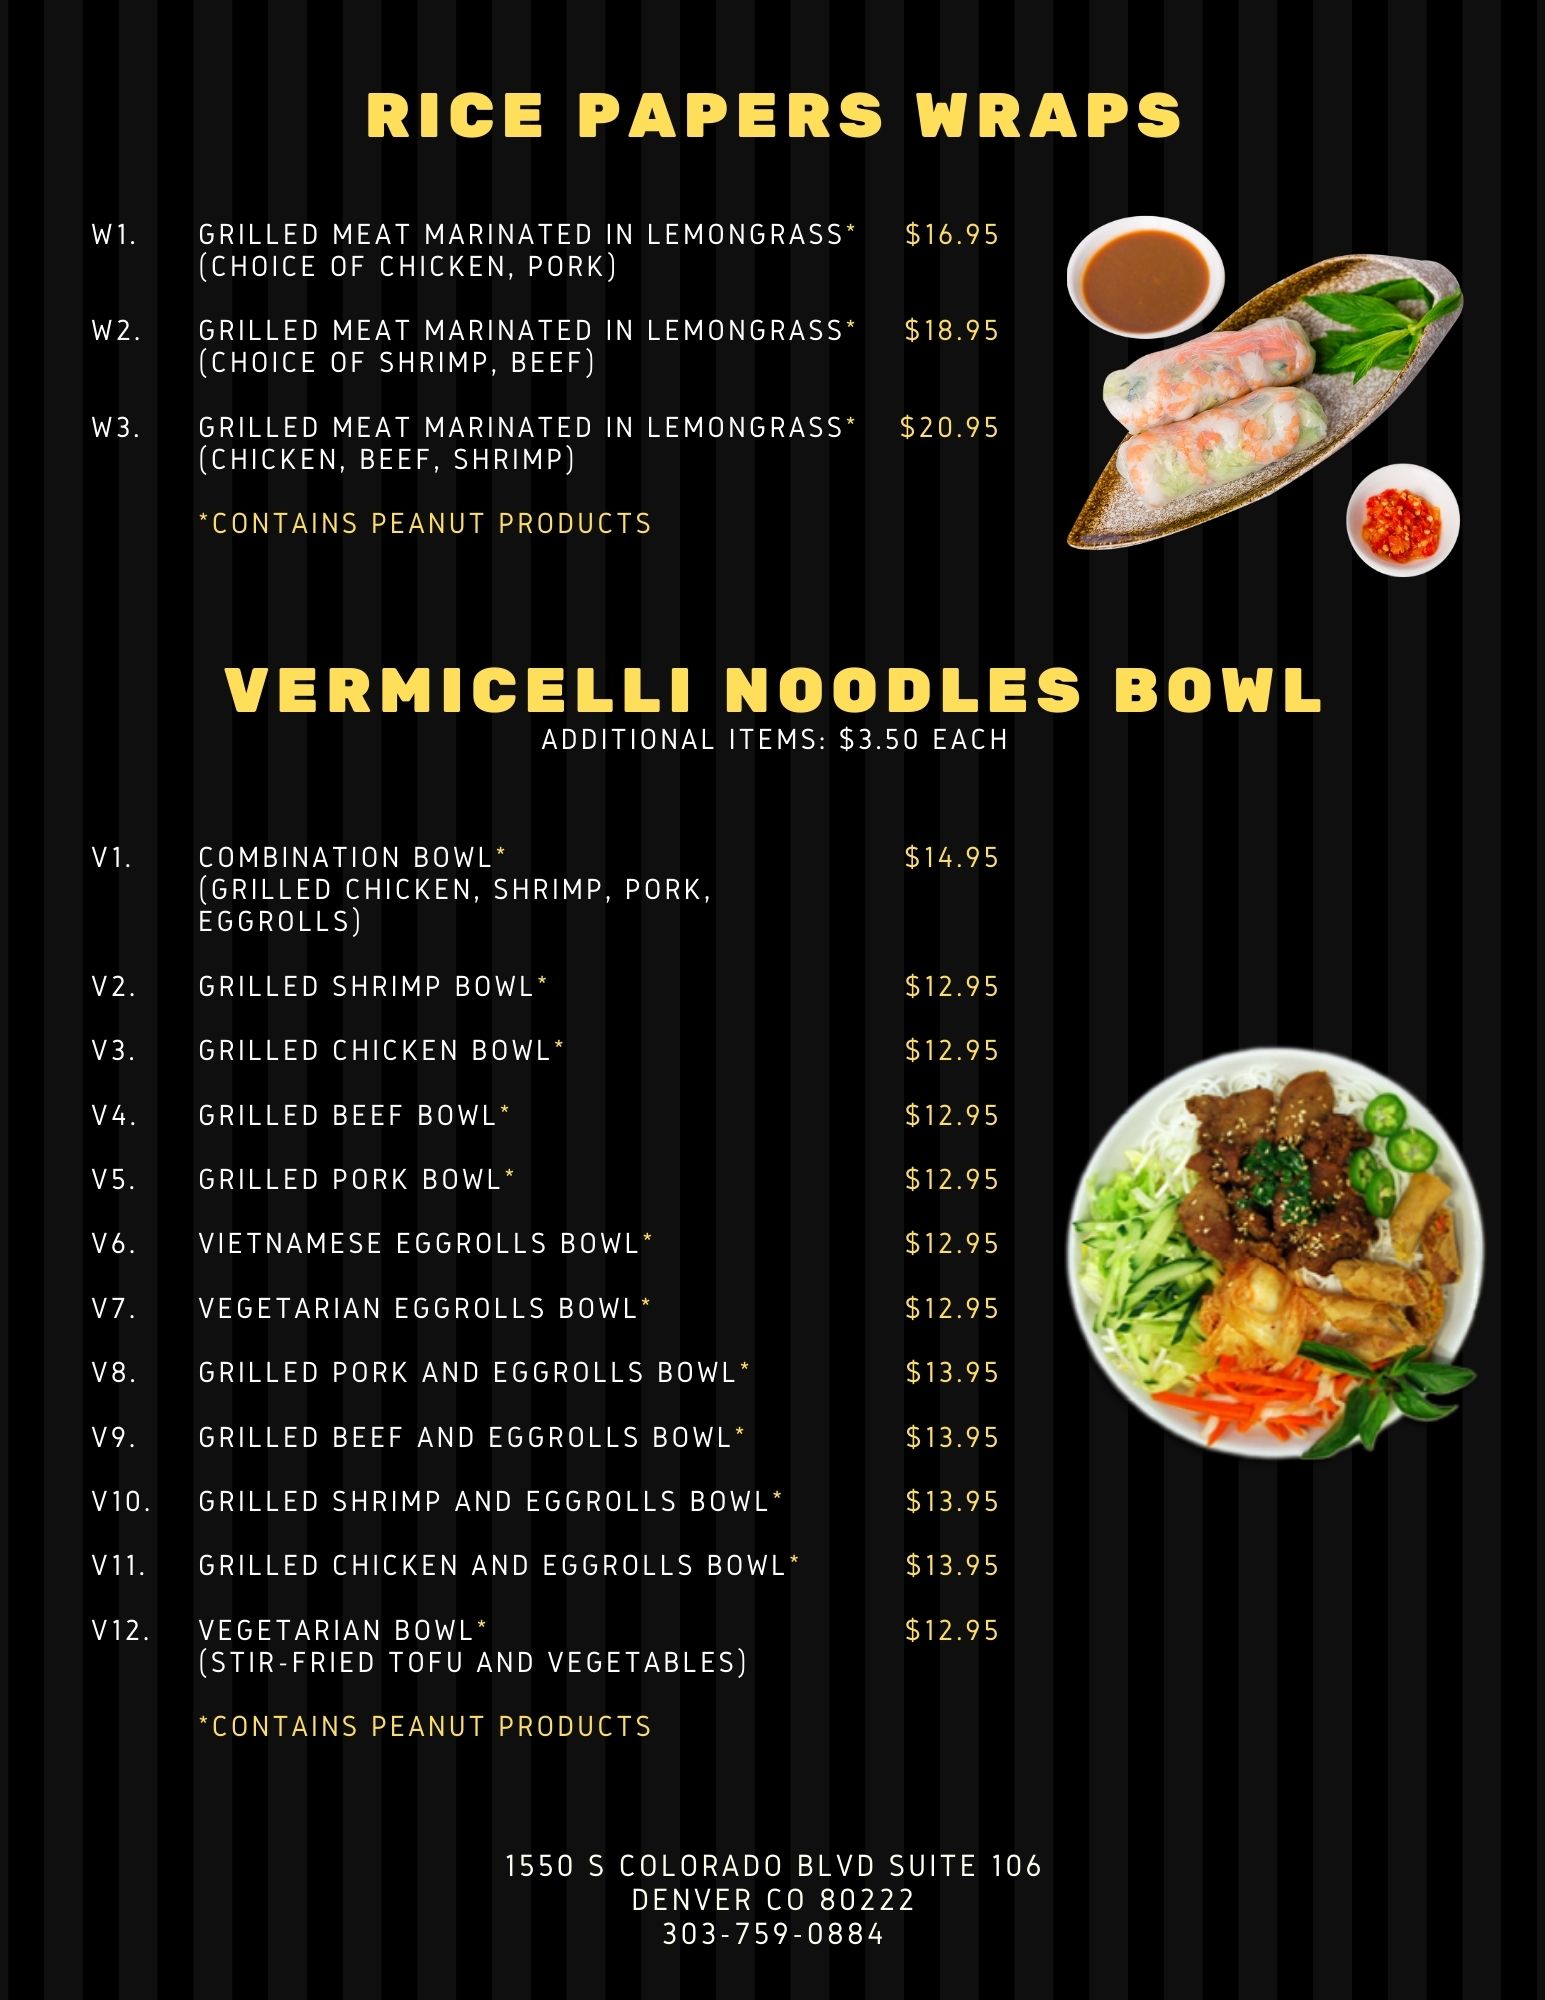 RICE PAPERS WRAPS
W1. GRILLED MEAT MARINATED IN LEMONGRASS* $16.95
(CHOICE OF CHICKEN, PORK)
W2. GRILLED MEAT MARINATED IN LEMONGRASS* $18.95
(CHOICE OF SHRIMP, BEEF)
W3. GRILLED MEAT MARINATED IN LEMONGRASS* $20.95
(CHICKEN, BEEF, SHRIMP)
*CONTAINS PEANUT PRODUCTS
VERMICELLI NOODLES BOWL
ADDITIONAL ITEMS: $3.50 EACH
V1. COMBINATION BOWL* $14.95
(GRILLED CHICKEN, SHRIMP, PORK,
EGGROLLS)
V2. GRILLED SHRIMP BOWL* $12.95
V3. GRILLED CHICKEN BOWL* $12.95
V4. GRILLED BEEF BOWL* $12.95
V5. GRILLED PORK BOWL* $12.95
V6. VIETNAMESE EGGROLLS BOWL* $12.95
V7. VEGETARIAN EGGROLLS BOWL* $12.95
V8. GRILLED PORK AND EGGROLLS BOWL* $13.95
V9. GRILLED BEEF AND EGGROLLS BOWL* $13.95
V10. GRILLED SHRIMP AND EGGROLLS BOWL* $13.95
V11. GRILLED CHICKEN AND EGGROLLS BOWL* $13.95
V12. VEGETARIAN BOWL* $12.95
(STIR-FRIED TOFU AND VEGETABLES)
*CONTAINS PEANUT PRODUCTS
1550 S COLORADO BLVD SUITE 106
DENVER CO 80222
303-759-0884